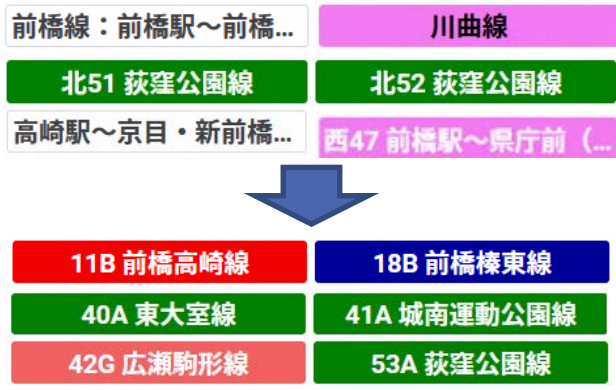 前橋線：前橋駅～前橋...
川曲線
北51 荻窪公園線
北52 荻窪公園線
高崎駅～京目・新前橋...
西47 前橋駅～県庁前（...
11B 前橋高崎線
18B 前橋榛東線
40A 東大室線
41A 城南運動公園線
42G 広瀬駒形線
53A 荻窪公園線